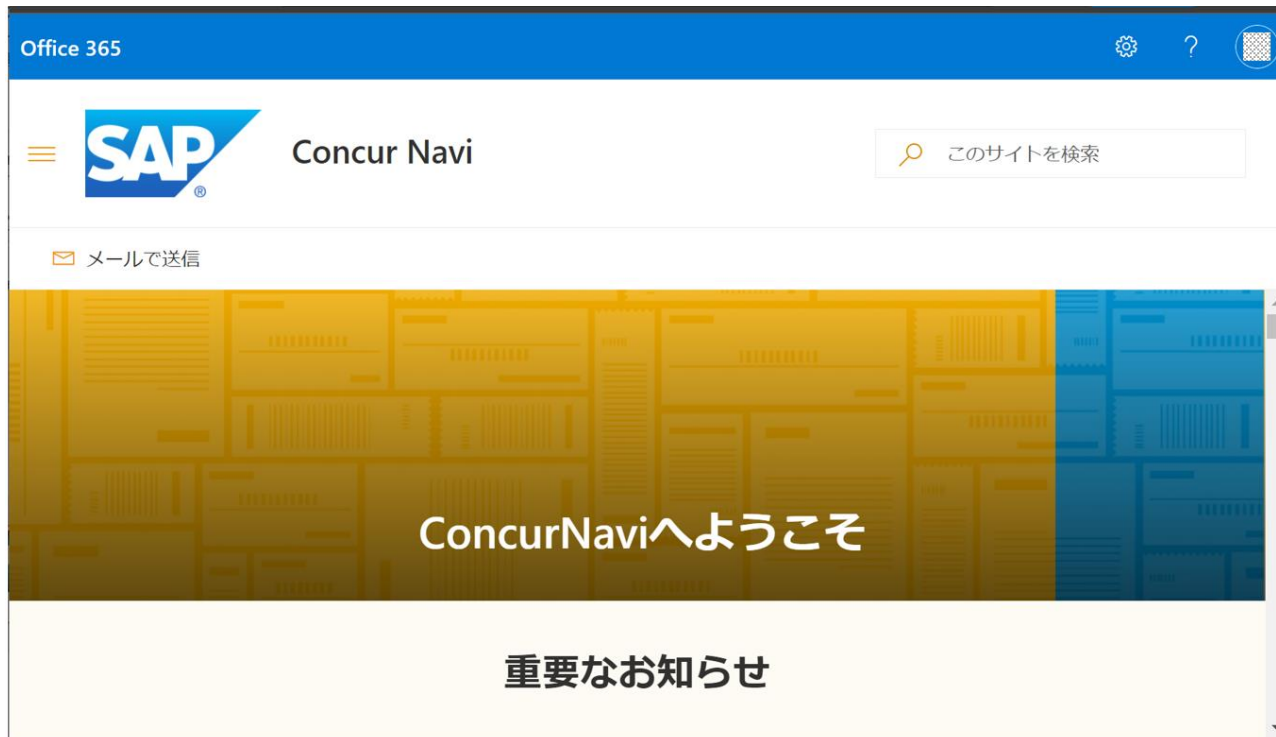 Office 365
?
SAP
®
Concur Navi
このサイトを検索
メールで送信
ConcurNaviへようこそ
重要なお知らせ